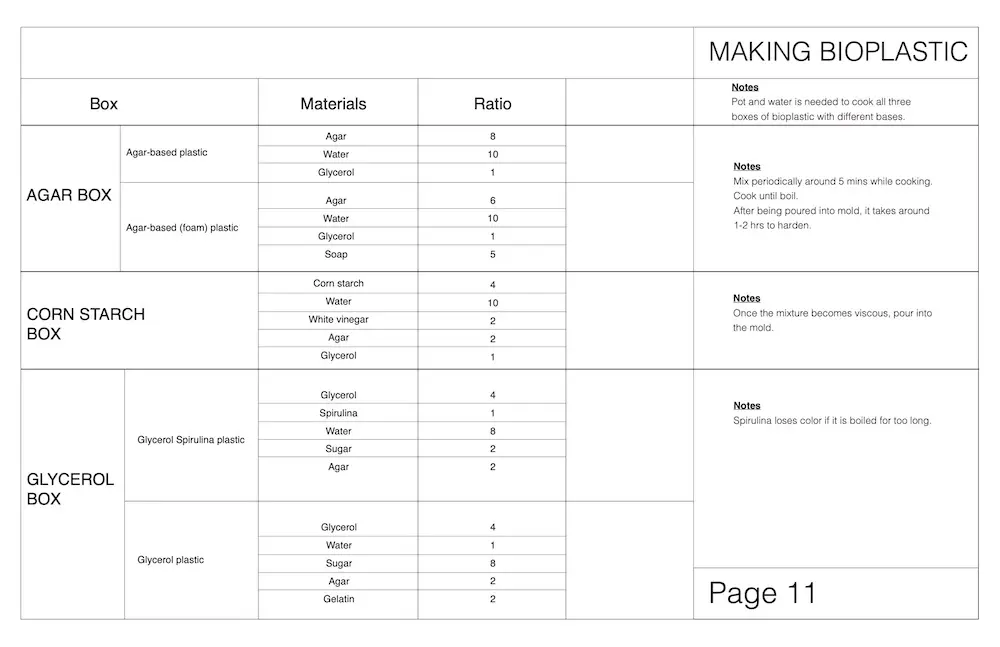 MAKING BIOPLASTIC
Box Materials Ratio
Notes
Pot and water is needed to cook all three
boxes of bioplastic with different bases.
AGAR BOX
Agar-based plastic
Agar 8
Water 10
Glycerol 1
Agar-based (foam) plastic
Agar 6
Water 10
Glycerol 1
Soap 5
Notes
Mix periodically around 5 mins while cooking.
Cook until boil.
After being poured into mold, it takes around
1-2 hrs to harden.
CORN STARCH
BOX
Corn starch 4
Water 10
White vinegar 2
Agar 2
Glycerol 1
Notes
Once the mixture becomes viscous, pour into
the mold.
GLYCEROL
BOX
Glycerol Spirulina plastic
Glycerol 4
Spirulina 1
Water 8
Sugar 2
Agar 2
Glycerol plastic
Glycerol 4
Water 1
Sugar 8
Agar 2
Gelatin 2
Notes
Spirulina loses color if it is boiled for too long.
Page 11